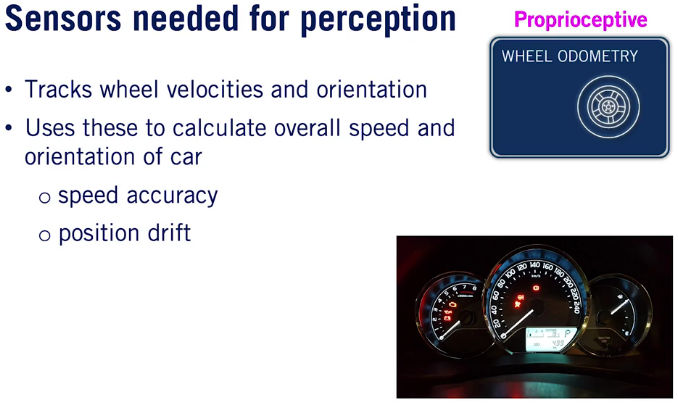 Sensors needed for perception
Proprioceptive
WHEEL ODOMETRY
• Tracks wheel velocities and orientation
• Uses these to calculate overall speed and
orientation of car
o speed accuracy
o position drift
20 40 60 80 100 120 140 160 180 200 220 240